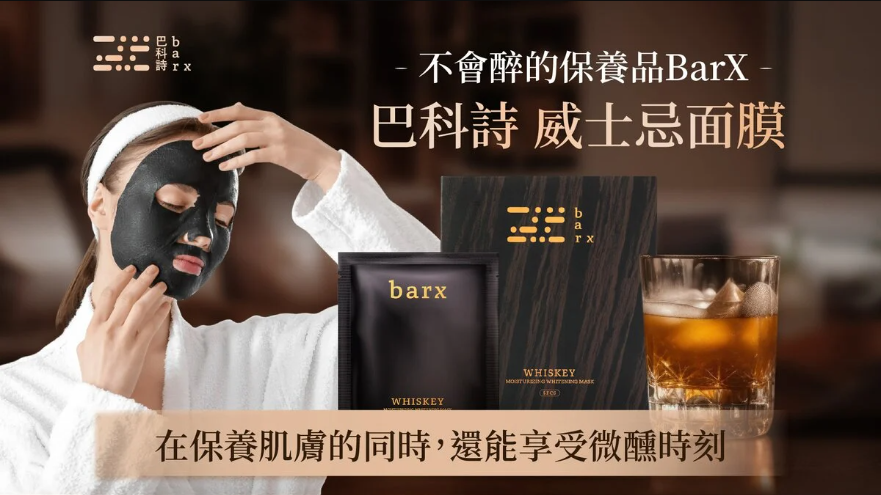 巴科詩
barx
不會醉的保養品BarX
巴科詩 威士忌面膜
barx
barx
WHISKEY
MOISTURIZING WHITENING MASK
WHISKEY
在保養肌膚的同時，還能享受微醺時刻